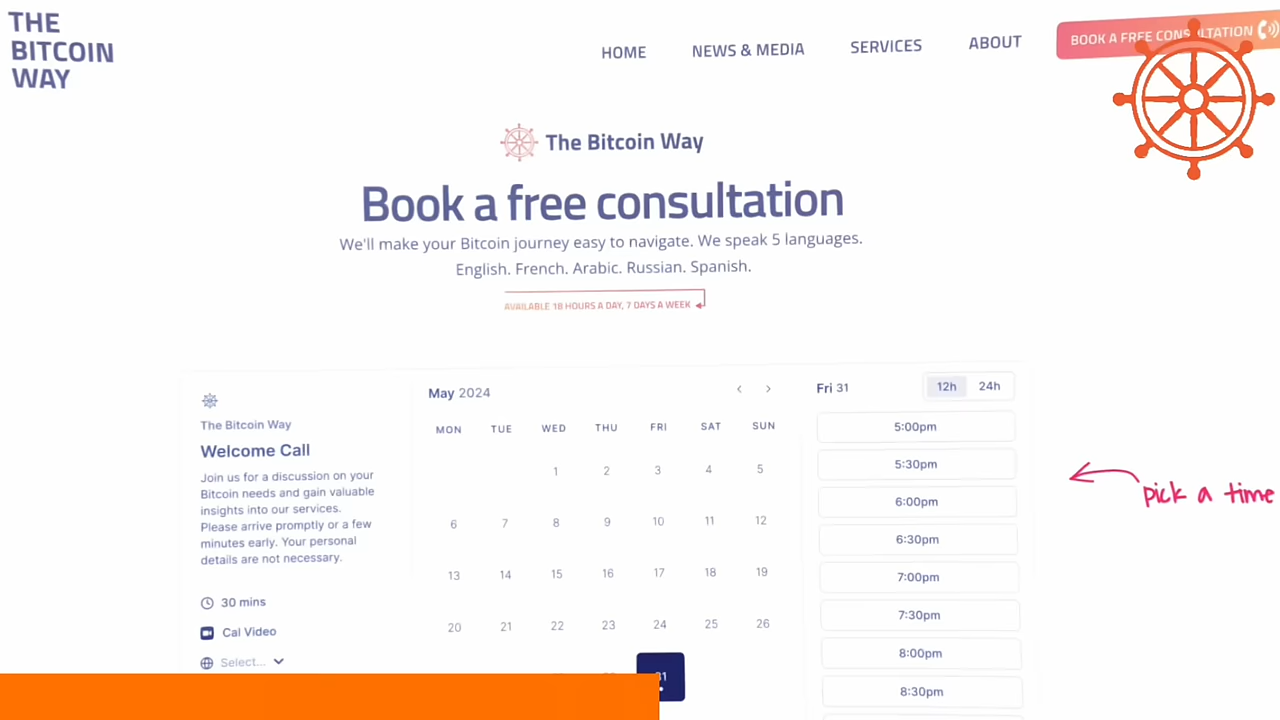 THE
BITCOIN
WAY
HOME
NEWS & MEDIA
SERVICES
ABOUT
BOOK A FREE CONSULTATION
The Bitcoin Way
Book a free consultation
We'll make your Bitcoin journey easy to navigate. We speak 5 languages.
English. French. Arabic. Russian. Spanish.
AVAILABLE 18 HOURS A DAY, 7 DAYS A WEEK
The Bitcoin Way
Welcome Call
Join us for a discussion on your
Bitcoin needs and gain valuable
insights into our services.
Please arrive promptly or a few
minutes early. Your personal
details are not necessary.
30 mins
Cal Video
Select...
May 2024
MON TUE WED THU FRI SAT SUN
1 2 3 4 5
6 7 8 9 10 11 12
13 14 15 16 17 18 19
20 21 22 23 24 25 26
31
Fri 31
12h 24h
5:00pm
5:30pm
6:00pm
6:30pm
7:00pm
7:30pm
8:00pm
8:30pm
pick a time